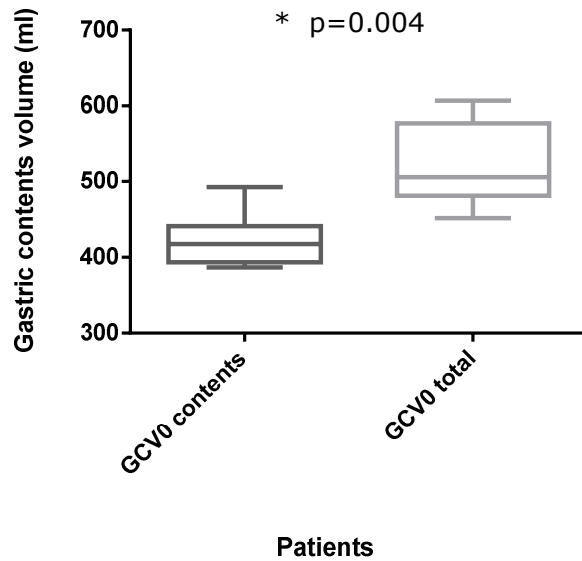 * p=0.004
Gastric contents volume (ml)
700
600
500
400
300
GCV0 contents
GCV0 total
Patients